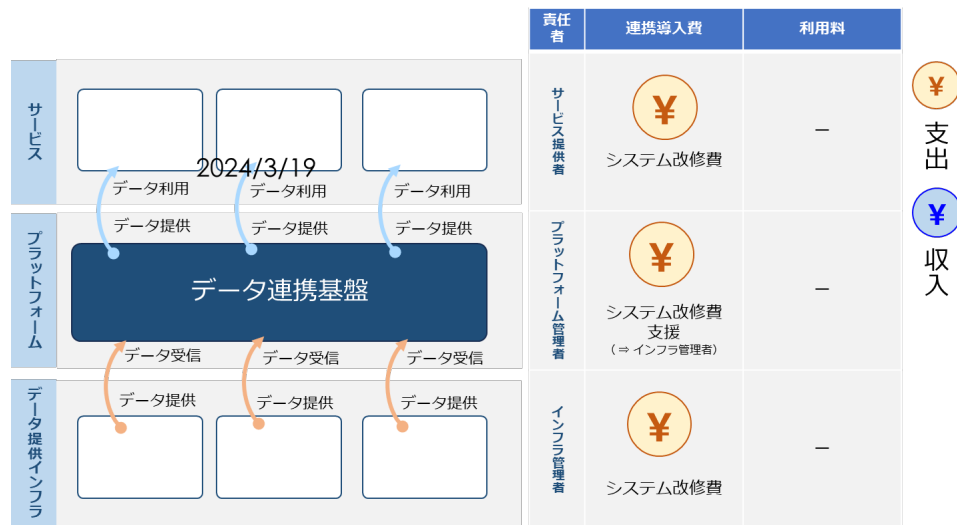 責任
者
連携導入費
利用料
サービス
2024/3/19
データ利用
データ利用
データ利用
サービス提供者
¥
システム改修費
—
¥
支出
¥
収入
プラットフォーム
データ提供
データ提供
データ提供
データ連携基盤
データ受信
データ受信
データ受信
プラットフォーム管理者
¥
システム改修費
支援
(⇒インフラ管理者)
—
データ提供インフラ
データ提供
データ提供
データ提供
インフラ管理者
¥
システム改修費
—